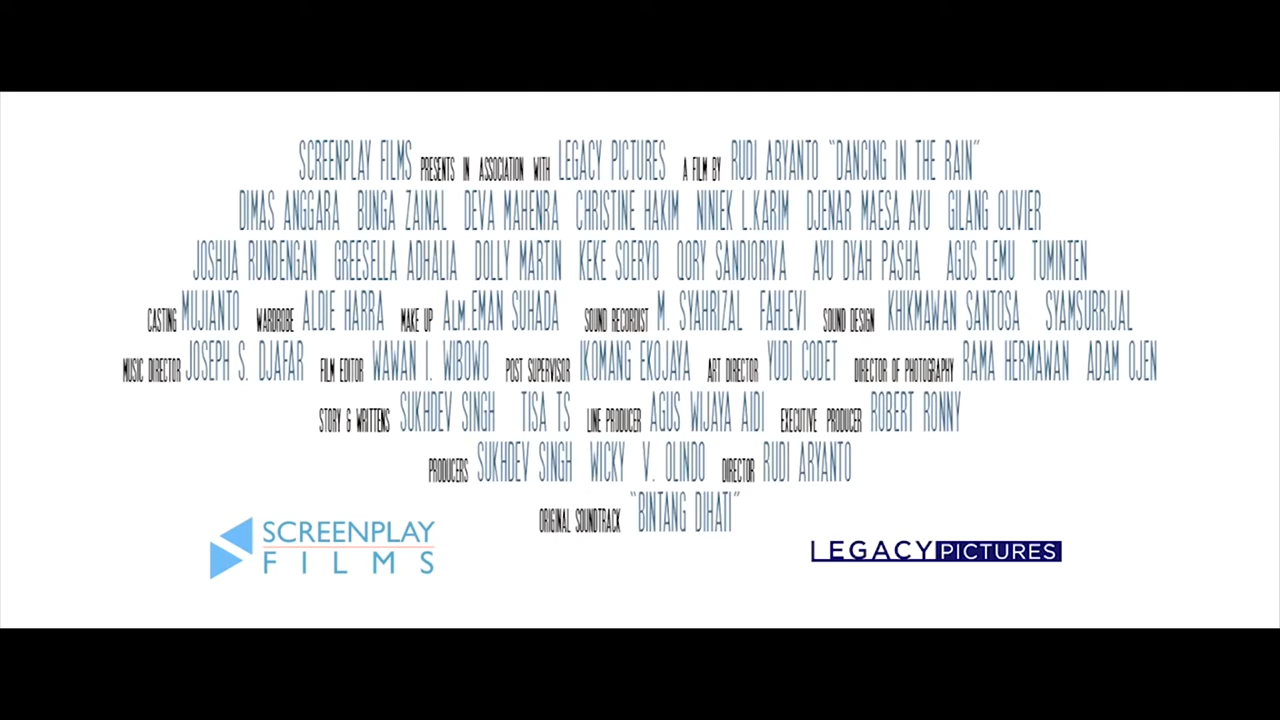 SCREENPLAY FILMS PRESENTS IN ASSOCIATION WITH LEGACY PICTURES A FILM BY RUDI ARYANTO “DANCING IN THE RAIN”
DIMAS ANGGARA BUNGA ZAINAL DEVA MAHENRA CHRISTINE HAKIM NINIEK L.KARIM DJENAR MAESA AYU GILANG OLIVIER
JOSHUA RUNDENGAN GREESELLA ADHALIA DOLLY MARTIN KEKE SOERYO QORY SANDIORIVA AYU DYAH PASHA AGUS LEMU TUMINTEN
CASTING MUJIANTO WARDROBE ALDIE HARRA MAKE UP ALM.EMAN SUHADA SOUND RECORDIST M. SYAHRIZAL FAHLEVI SOUND DESIGN KHIKMAWAN SANTOSA SYAMSURRIJAL
MUSIC DIRECTOR JOSEPH S. DJAFAR FILM EDITOR WAWAN I. WIBOWO POST SUPERVISOR IKOMANG EKOJAYA ART DIRECTOR YUDI CODET DIRECTOR OF PHOTOGRAPHY RAMA HERMAWAN ADAM OJEN
STORY & WRITTENS SUKHDEV SINGH TISA TS LINE PRODUCER AGUS WIJAYA AIDI EXECUTIVE PRODUCER ROBERT RONNY
PRODUCERS SUKHDEV SINGH WICKY V. OLINDO DIRECTOR RUDI ARYANTO
ORIGINAL SOUNDTRACK “BINTANG DIHATI”
SCREENPLAY
FILMS
LEGACY PICTURES